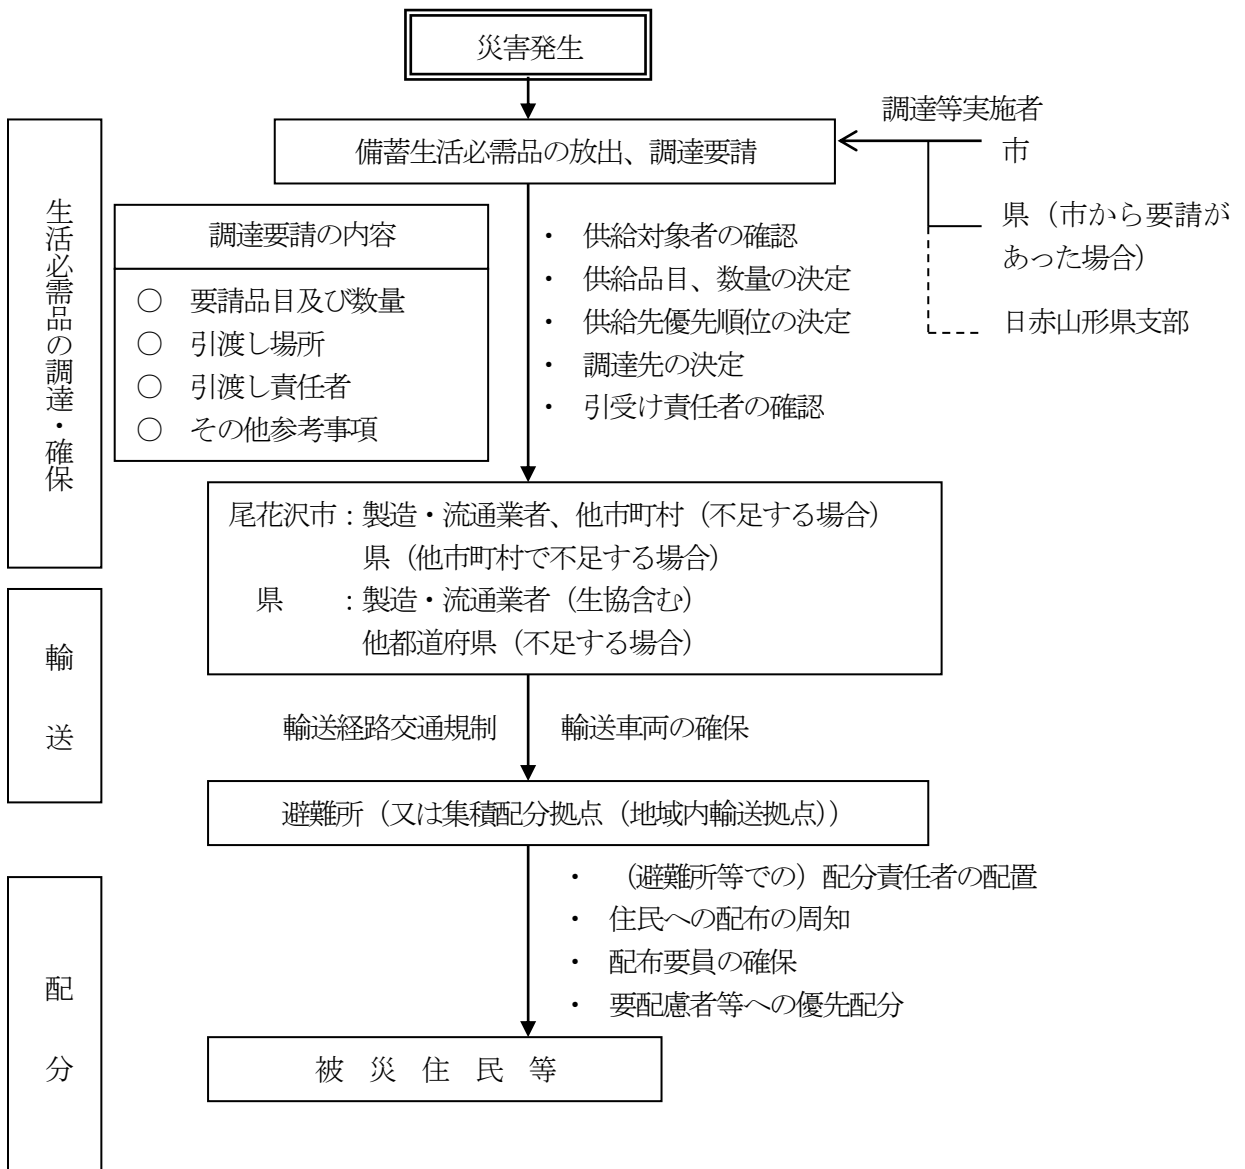 災害発生
調達等実施者
備蓄生活必需品の放出、調達要請
市
県（市から要請が
あった場合）
日赤山形県支部
生活必需品の調達・確保
調達要請の内容
○ 要請品目及び数量
○ 引渡し場所
○ 引渡し責任者
○ その他参考事項
・ 供給対象者の確認
・ 供給品目、数量の決定
・ 供給先優先順位の決定
・ 調達先の決定
・ 引受け責任者の確認
尾花沢市：製造・流通業者、他市町村（不足する場合）
県（他市町村で不足する場合）
県　　：製造・流通業者（生協含む）
他都道府県（不足する場合）
輸送
輸送経路交通規制
輸送車両の確保
避難所（又は集積配分拠点（地域内輸送拠点））
配分
・ （避難所等での）配分責任者の配置
・ 住民への配布の周知
・ 配布要員の確保
・ 要配慮者等への優先配分
被災住民等